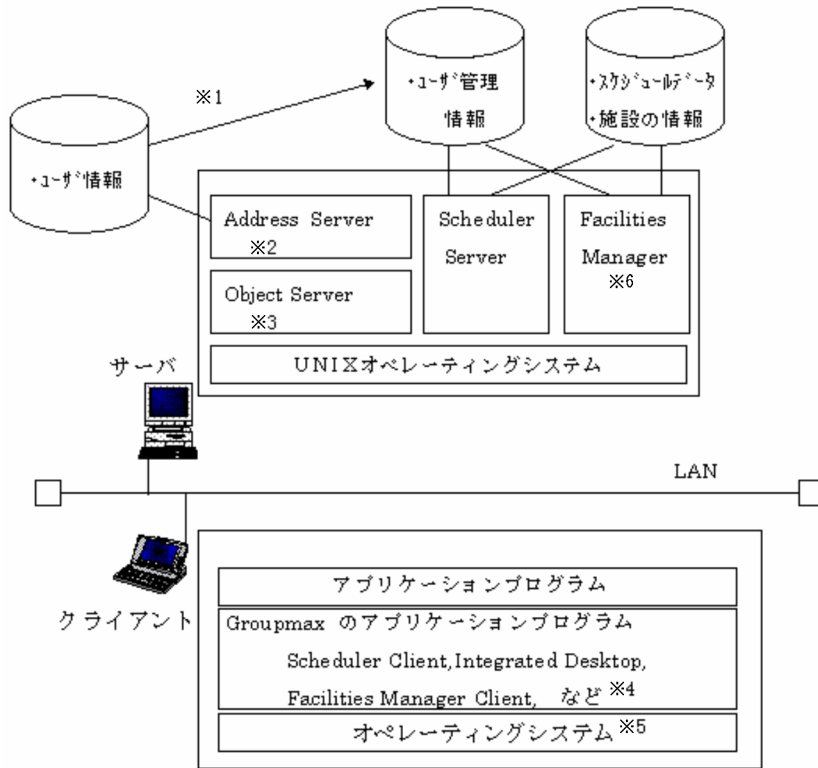 ・ﾕｰｻﾞ管理
情報
・ｽｹｼﾞｭｰﾙﾃﾞｰﾀ
・施設の情報
※1
・ﾕｰｻﾞ情報
Address Server
※2
Object Server
※3
Scheduler
Server
Facilities
Manager
※6
UNIXオペレーティングシステム
サーバ
LAN
クライアント
アプリケーションプログラム
Groupmax のアプリケーションプログラム
Scheduler Client,Integrated Desktop,
Facilities Manager Client, など ※4
オペレーティングシステム ※5